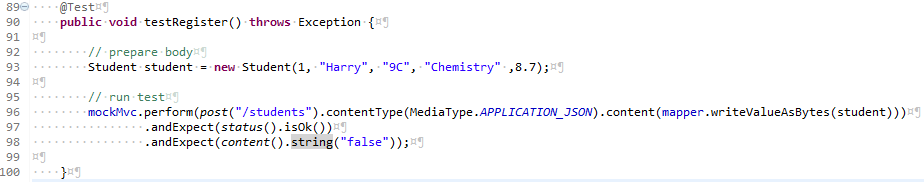 89 @Test
90 public void testRegister() throws Exception {
91
92 // prepare body
93 Student student = new Student(1, "Harry", "9C", "Chemistry" ,8.7);
94
95 // run test
96 mockMvc.perform(post("/students").contentType(MediaType.APPLICATION_JSON).content(mapper.writeValueAsBytes(student)))
97 .andExpect(status().isOk())
98 .andExpect(content().string("false"));
99
100 }